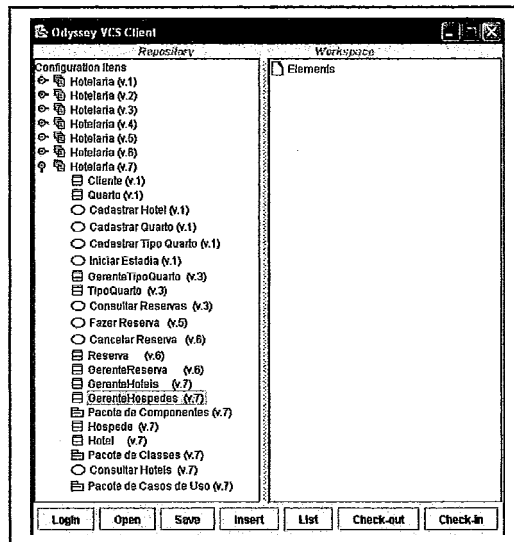 Odyssey VCS Client
Repository
Workspace
Configuration Itens
Hotelaria (v.1)
Hotelaria (v.2)
Hotelaria (v.3)
Hotelaria (v.4)
Hotelaria (v.5)
Hotelaria (v.6)
Hotelaria (v.7)
Cliente (v.1)
Quarto (v.1)
Cadastrar Hotel (v.1)
Cadastrar Quarto (v.1)
Cadastrar Tipo Quarto (v.1)
Iniciar Estadia (v.1)
GerenteTipoQuarto (v.3)
TipoQuarto (v.3)
Consultar Reservas (v.3)
Fazer Reserva (v.5)
Cancelar Reserva (v.6)
Reserva (v.6)
GerenteReserva (v.6)
GeranteHoteis (v.7)
GerenteHospedes (v.7)
Pacote de Componentes (v.7)
Hospede (v.7)
Hotel (v.7)
Pacote de Classes (v.7)
Consultar Hoteis (v.7)
Pacote de Casos de Uso (v.7)
Elements
Login Open Save Insert List Check-out Check-in